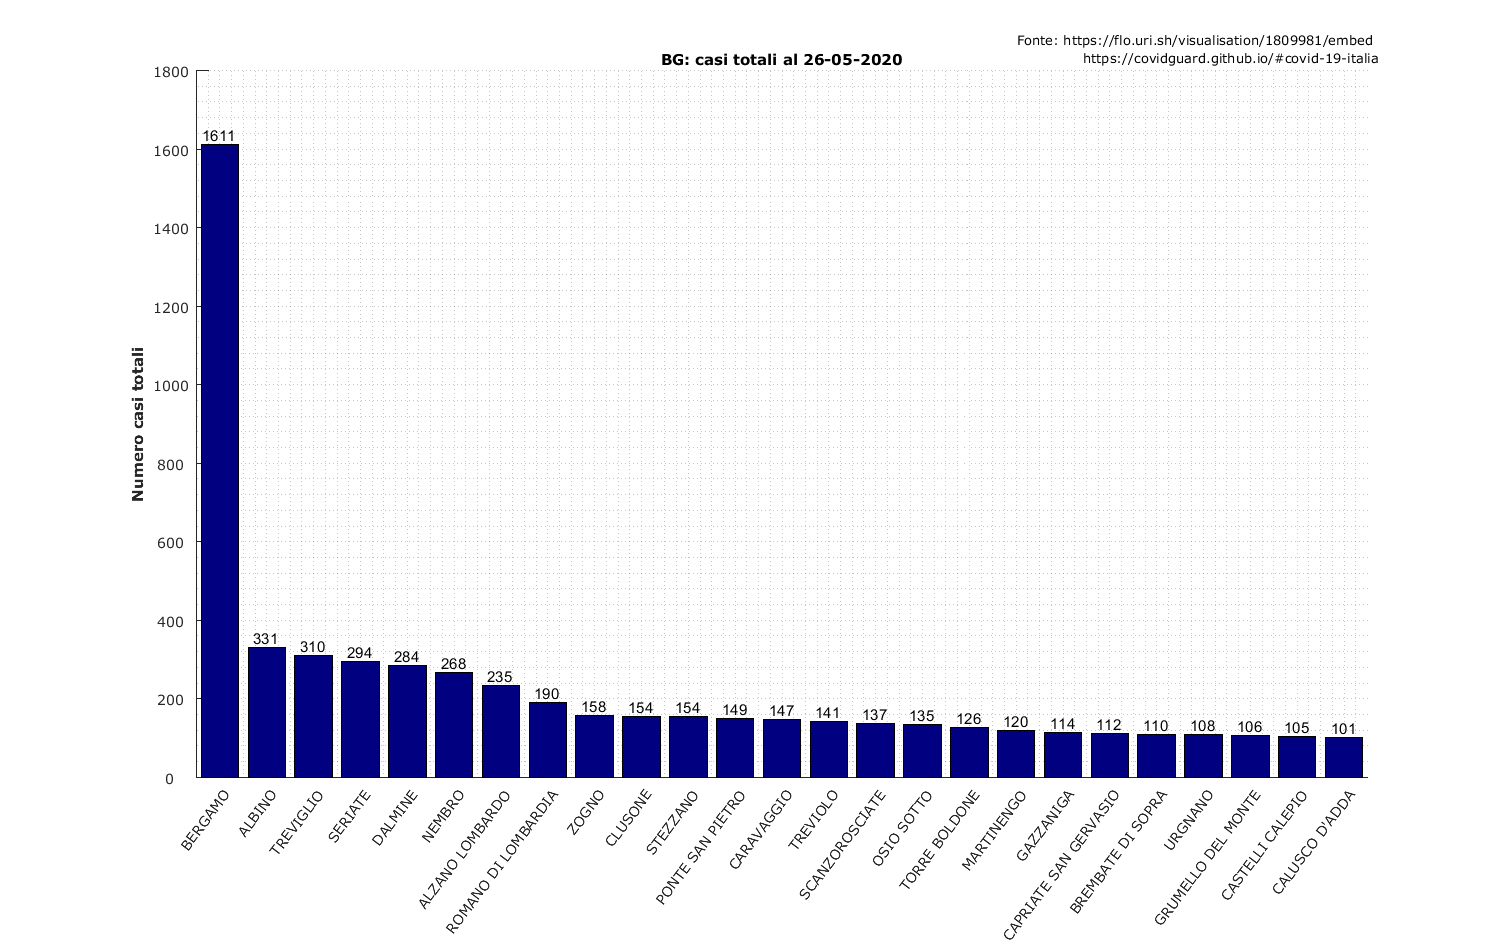 Fonte: https://flo.uri.sh/visualisation/1809981/embed
https://covidguard.github.io/#covid-19-italia
BG: casi totali al 26-05-2020
Numero casi totali
1800
1600
1400
1200
1000
800
600
400
200
0
1611
331
310
294
284
268
235
190
158
154
154
149
147
141
137
135
126
120
114
112
110
108
106
105
101
BERGAMO
ALBINO
TREVIGLIO
SERIATE
DALMINE
NEMBRO
ALZANO LOMBARDO
ROMANO DI LOMBARDIA
ZOGNO
CLUSONE
STEZZANO
PONTE SAN PIETRO
CARAVAGGIO
TREVIOLO
SCANZOROSCIATE
OSIO SOTTO
TORRE BOLDONE
MARTINENGO
GAZZANIGA
CAPRIATE SAN GERVASIO
BREMBATE DI SOPRA
URGNANO
GRUMELLO DEL MONTE
CASTELLI CALEPIO
CALUSCO D'ADDA